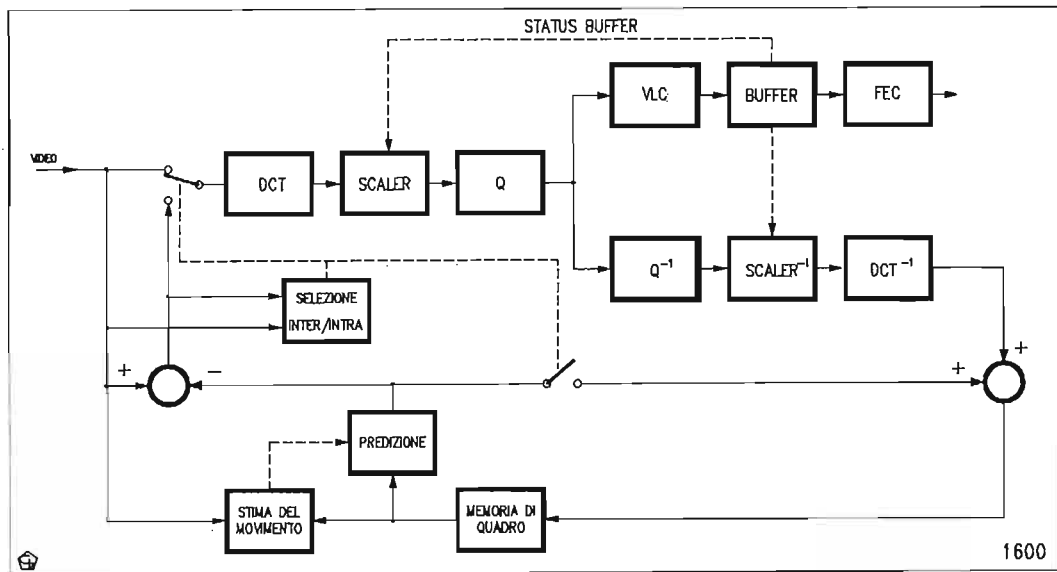 STATUS BUFFER
VLC
BUFFER
FEC
VIDEO
DCT
SCALER
Q
Q⁻¹
SCALER⁻¹
DCT⁻¹
SELEZIONE
INTER/INTRA
+
+
−
+
+
PREDIZIONE
STIMA DEL
MOVIMENTO
MEMORIA DI
QUADRO
1600